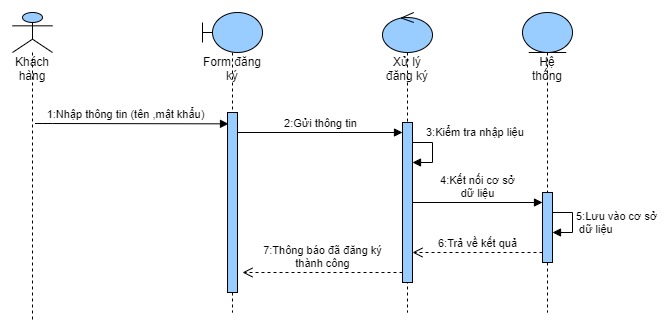 Khách
hàng
Form đăng
ký
Xử lý
đăng ký
Hệ
thống
1:Nhập thông tin (tên ,mật khẩu)
2:Gửi thông tin
3:Kiểm tra nhập liệu
4:Kết nối cơ sở
dữ liệu
5:Lưu vào cơ sở
dữ liệu
6:Trả về kết quả
7:Thông báo đã đăng ký
thành công